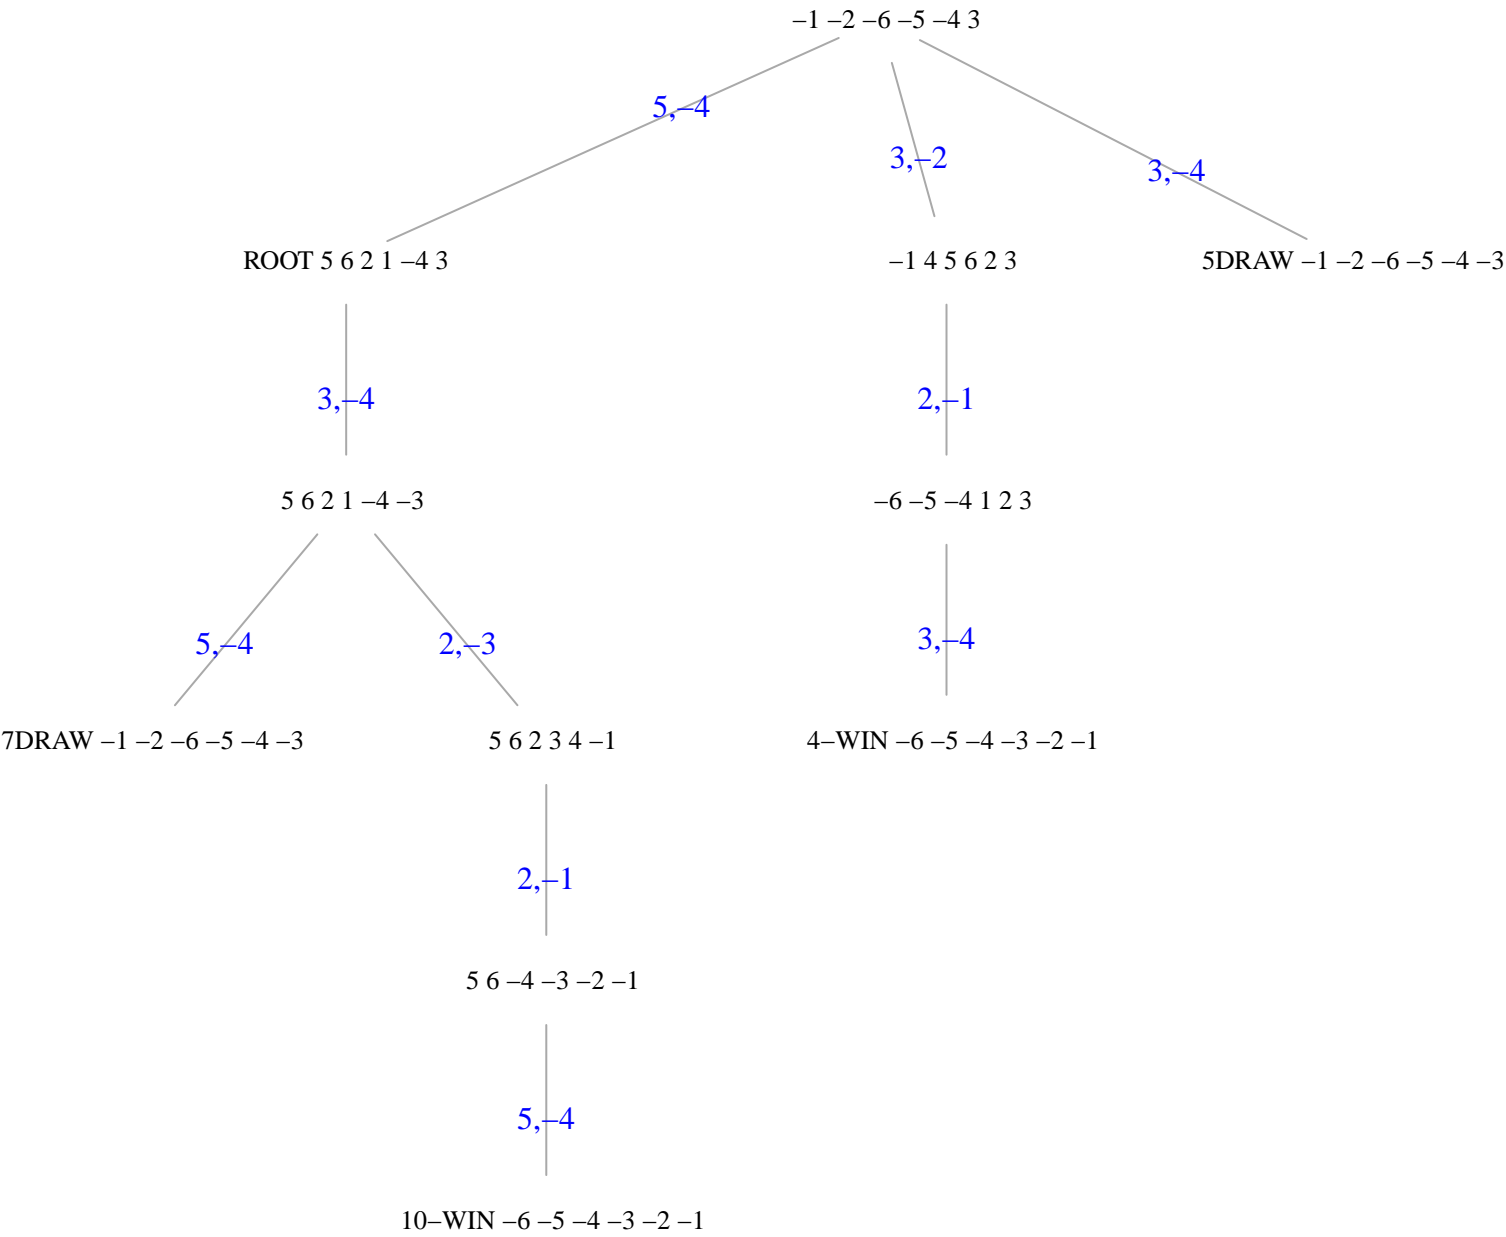 –1 –2 –6 –5 –4 3
5,–4
3,–2
3,–4
ROOT 5 6 2 1 –4 3
–1 4 5 6 2 3
5DRAW –1 –2 –6 –5 –4 –3
3,–4
2,–1
5 6 2 1 –4 –3
–6 –5 –4 1 2 3
5,–4
2,–3
3,–4
7DRAW –1 –2 –6 –5 –4 –3
5 6 2 3 4 –1
4–WIN –6 –5 –4 –3 –2 –1
2,–1
5 6 –4 –3 –2 –1
5,–4
10–WIN –6 –5 –4 –3 –2 –1